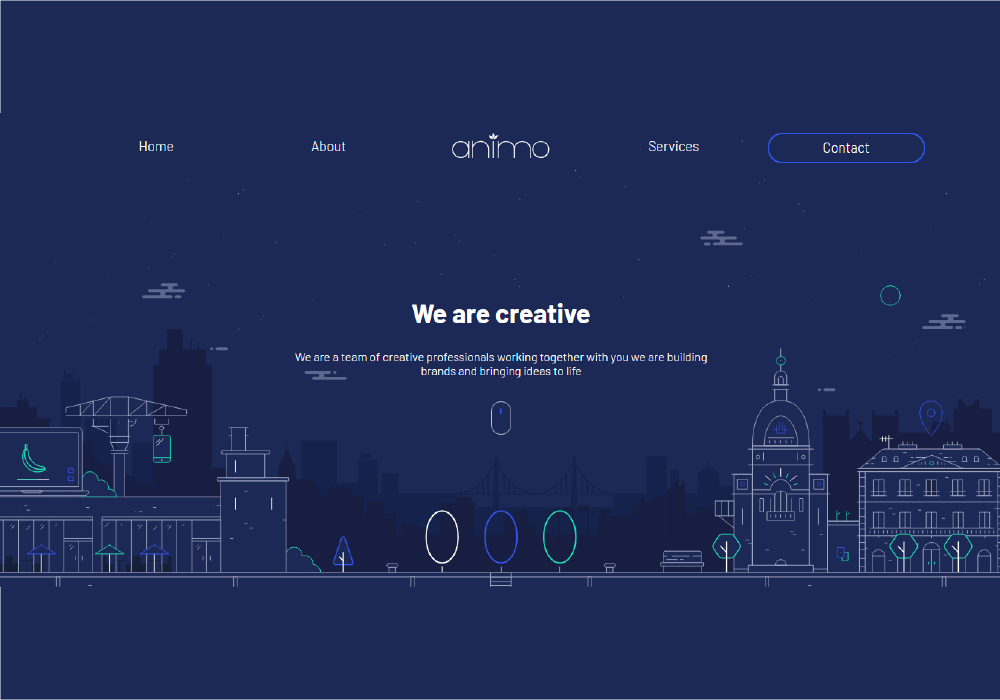 Home
About
animo
Services
Contact
We are creative
We are a team of creative professionals working together with you we are building
brands and bringing ideas to life